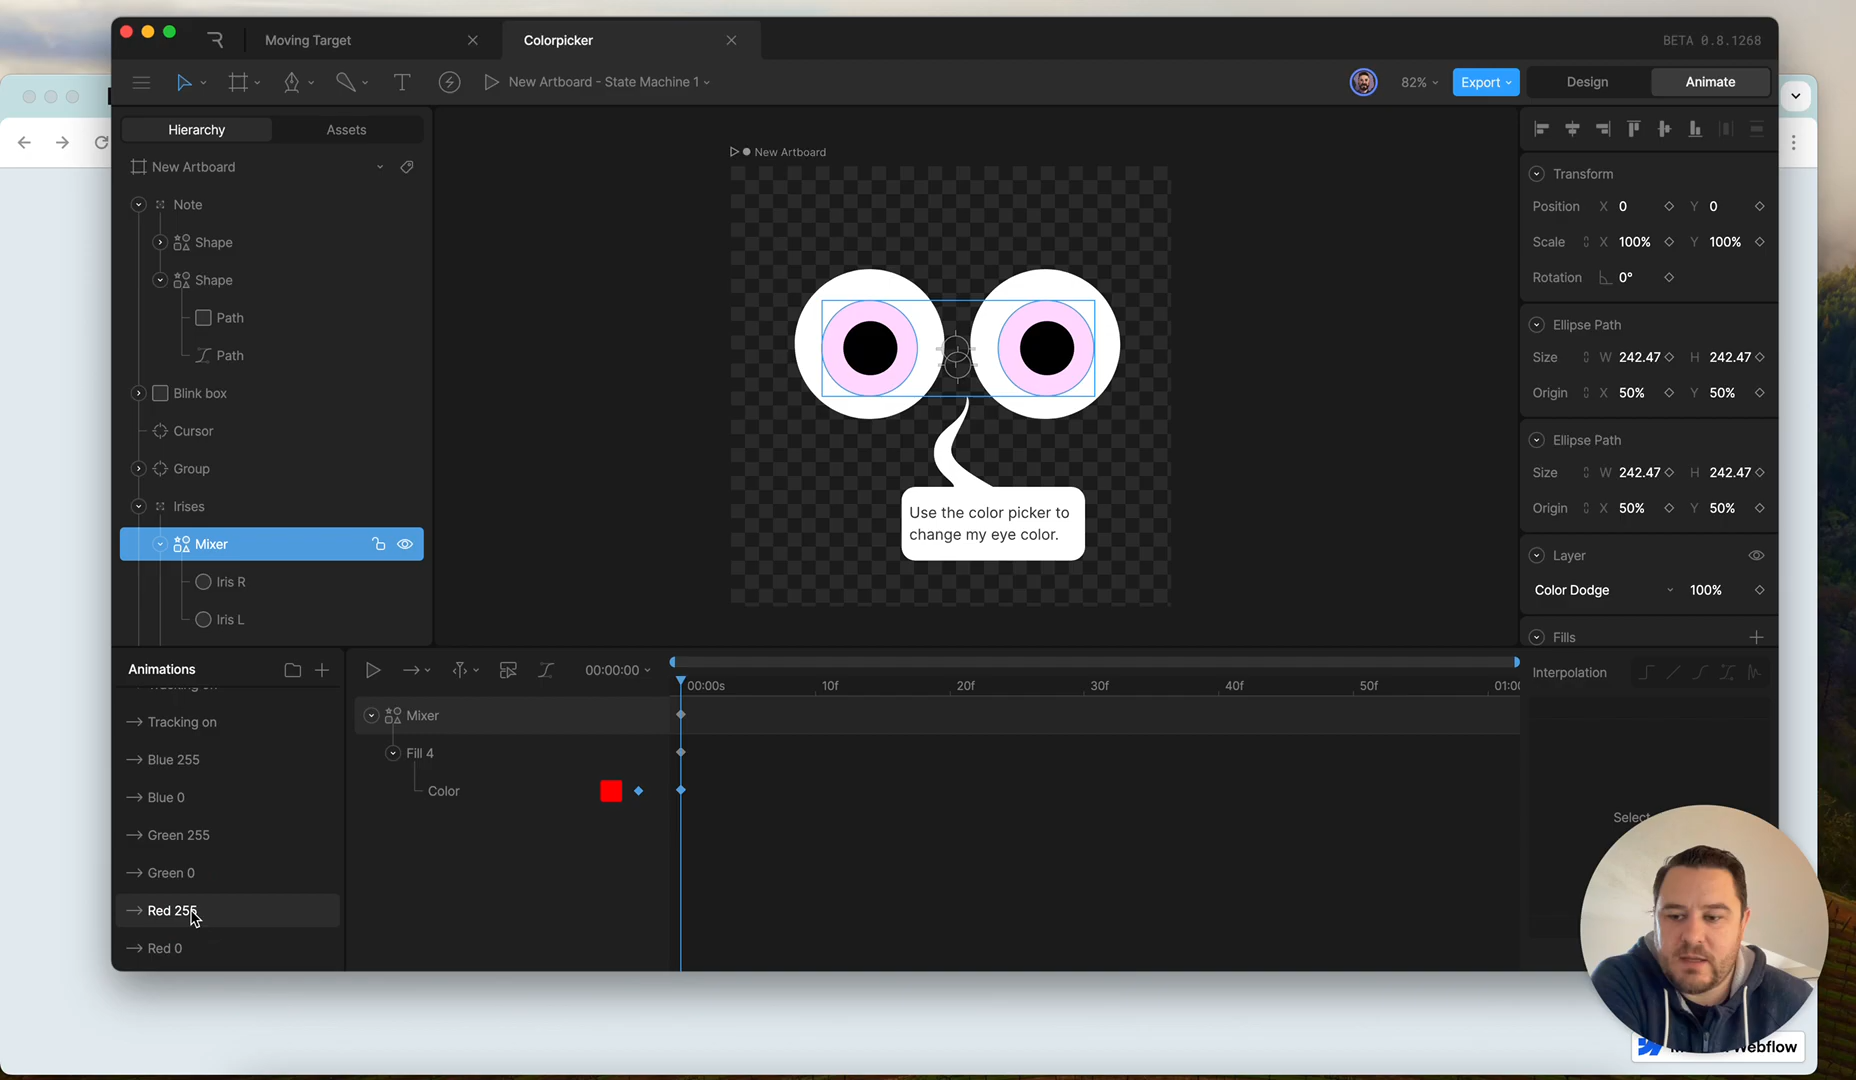 Moving Target
Colorpicker
BETA 0.8.1268
New Artboard - State Machine 1
82%
Export
Design
Animate
Hierarchy
Assets
New Artboard
Note
Shape
Shape
Path
Path
Blink box
Cursor
Group
Irises
Mixer
Iris R
Iris L
New Artboard
Use the color picker to
change my eye color.
Transform
Position X 0 Y 0
Scale X 100% Y 100%
Rotation 0°
Ellipse Path
Size W 242.47 H 242.47
Origin X 50% Y 50%
Ellipse Path
Size W 242.47 H 242.47
Origin X 50% Y 50%
Layer
Color Dodge 100%
Fills
Animations
Tracking on
Blue 255
Blue 0
Green 255
Green 0
Red 255
Red 0
00:00:00
00:00s 10f 20f 30f 40f 50f
Mixer
Fill 4
Color
Interpolation
Select